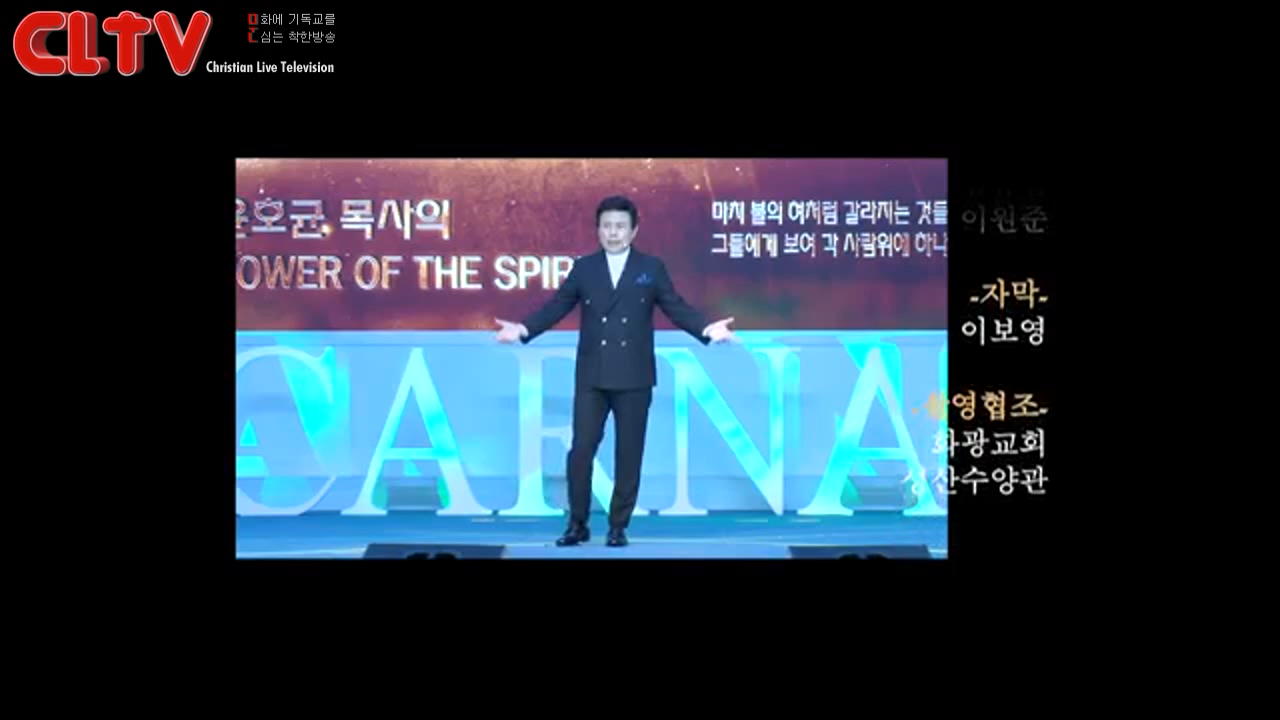 CLTV
문화에 기독교를
심는 착한방송
Christian Live Television
윤호균 목사의
POWER OF THE SPIR
마치 불의 혀처럼 갈라지는 것들
그들에게 보여 각 사람위에 하나
CARNA
이원준
-자막-
이보영
-촬영협조-
화광교회
성산수양관